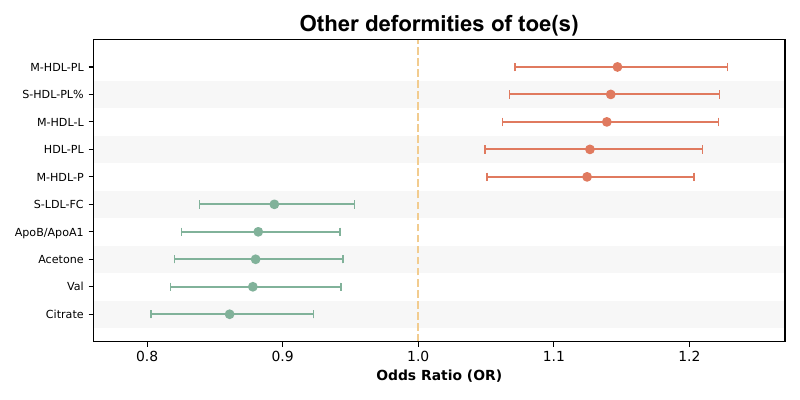 Other deformities of toe(s)
M-HDL-PL
S-HDL-PL%
M-HDL-L
HDL-PL
M-HDL-P
S-LDL-FC
ApoB/ApoA1
Acetone
Val
Citrate
0.8 0.9 1.0 1.1 1.2
Odds Ratio (OR)